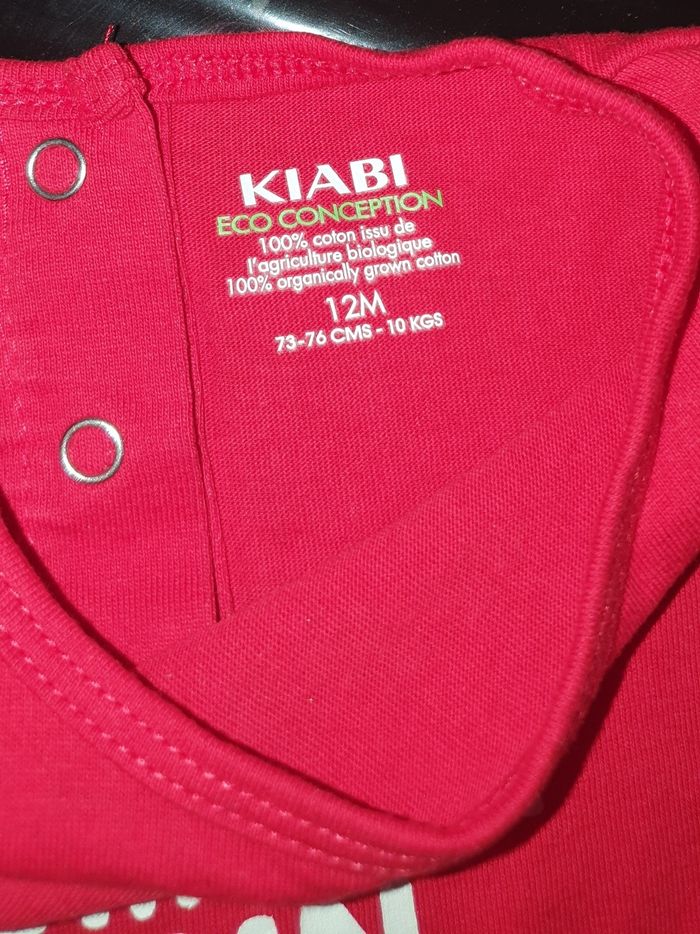 KIABI
ECO CONCEPTION
100% coton issu de
l'agriculture biologique
100% organically grown cotton
12M
73-76 CMS - 10 KGS